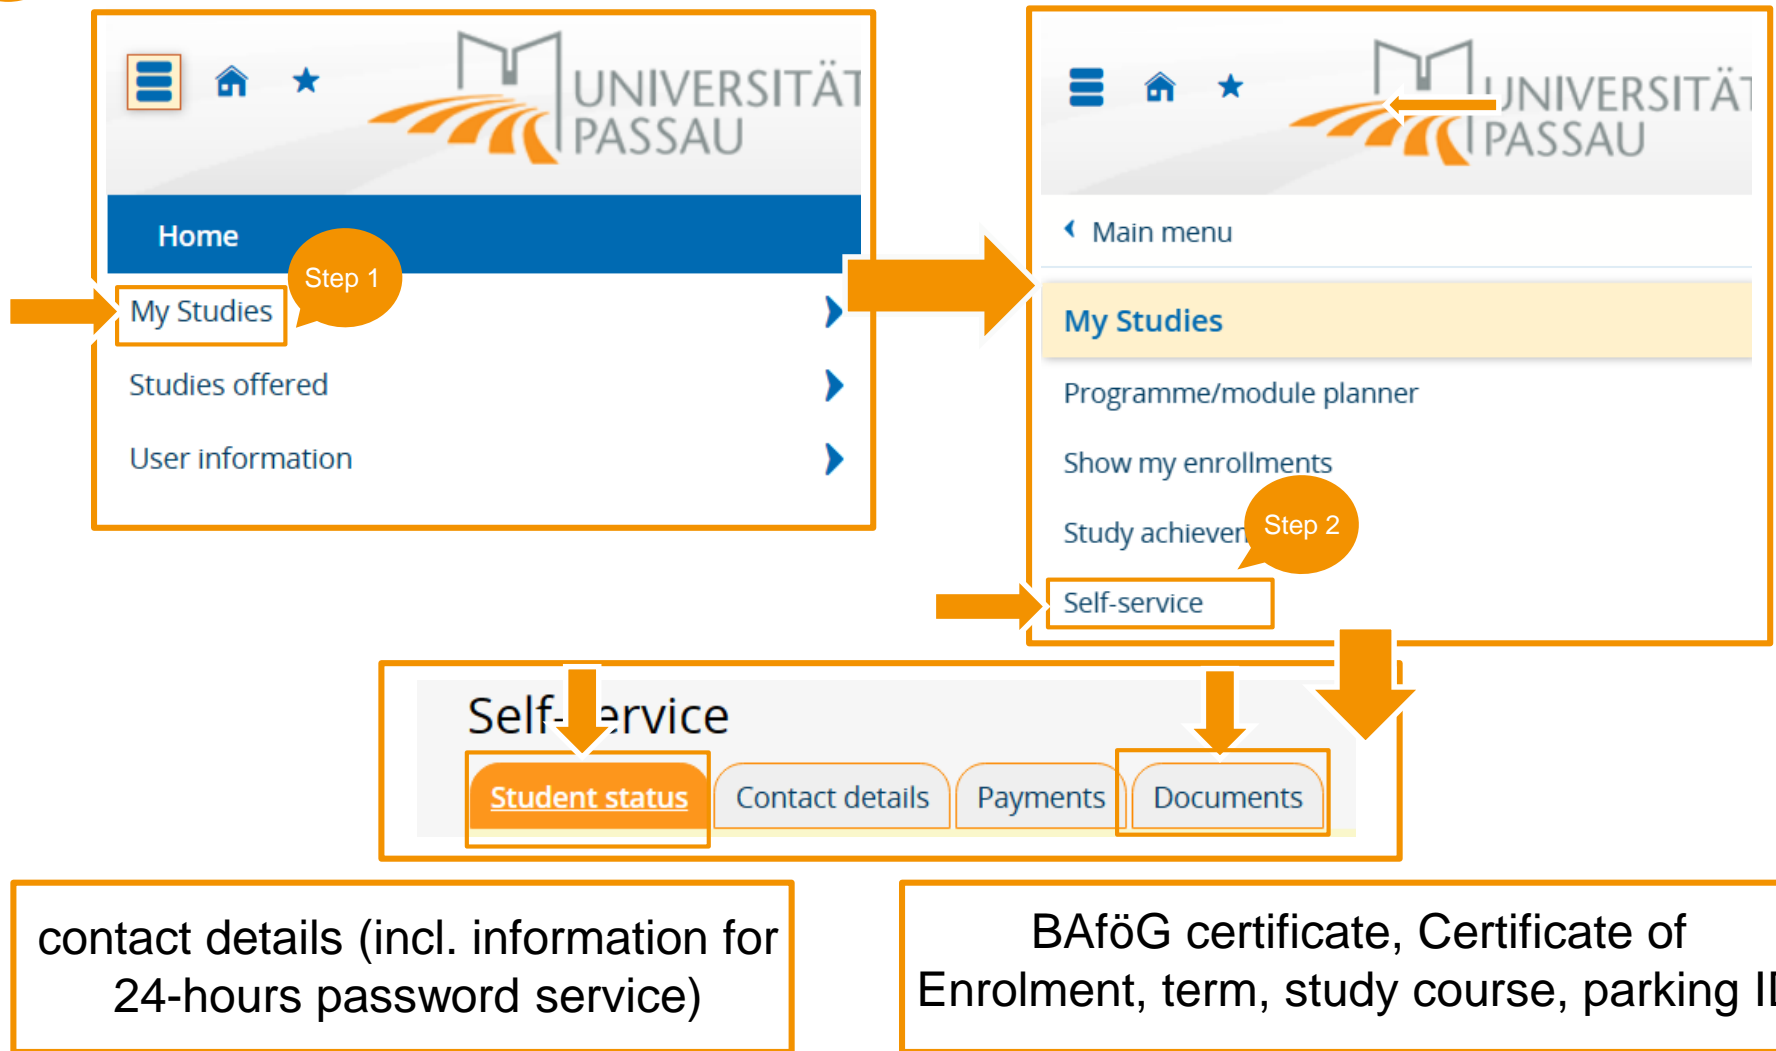 UNIVERSITÄT
PASSAU
Home
Step 1
My Studies
Studies offered
User information
UNIVERSITÄT
PASSAU
Main menu
My Studies
Programme/module planner
Show my enrollments
Study
Step 2
Self-service
Self-service
Student status
Contact details
Payments
Documents
contact details (incl. information for
24-hours password service)
BAföG certificate, Certificate of
Enrolment, term, study course, parking ID